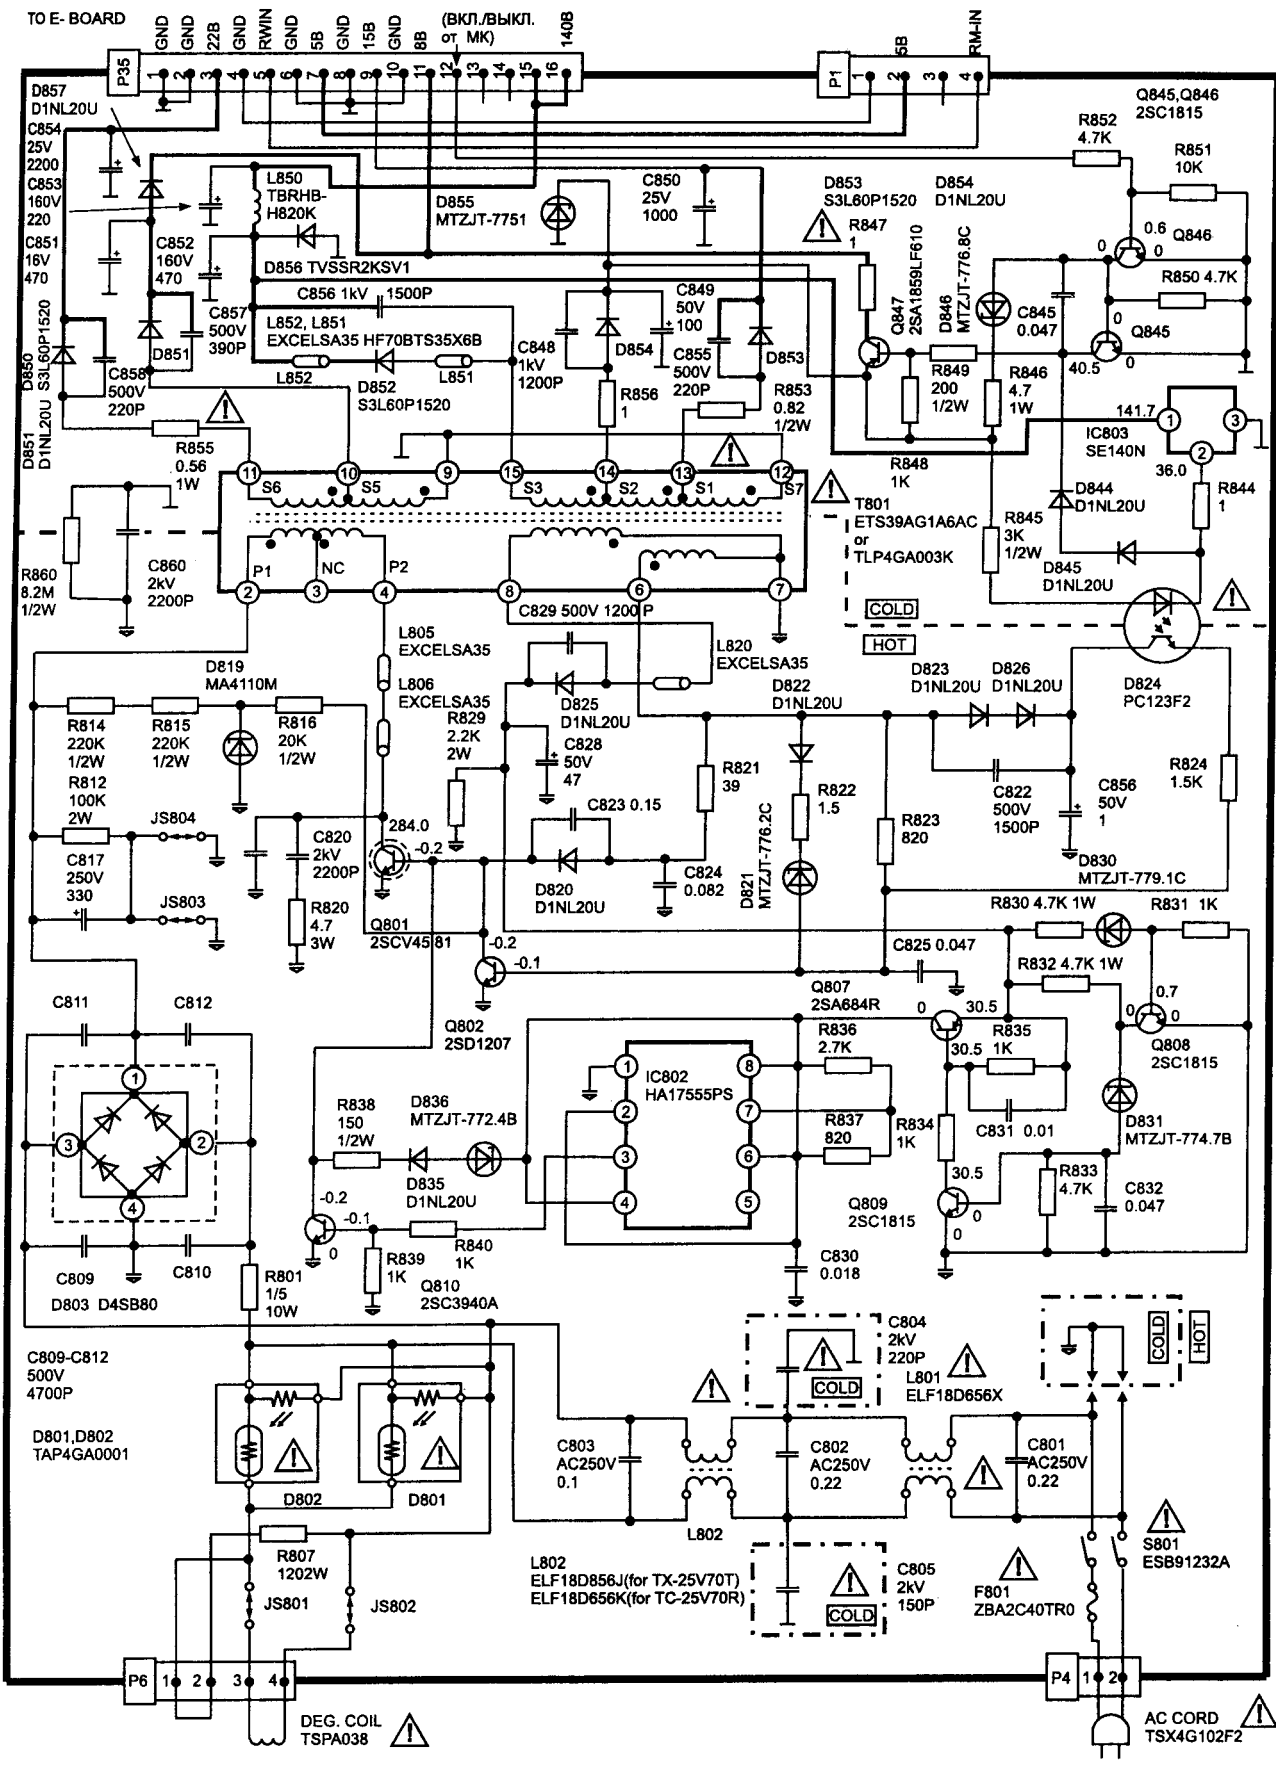 TO E- BOARD
GND
GND
22В
GND
RWIN
GND
5В
GND
15В
GND
8В
(ВКЛ./ВЫКЛ.
от МК)
140В
5В
RM-IN
P35
1
2
3
4
5
6
7
8
9
10
11
12
13
14
15
16
P1
1
2
3
4
D857
D1NL20U
C854
25V
2200
C853
160V
220
C851
16V
470
C852
160V
470
L850
TBRHB-
H820K
D855
MTZJT-7751
C850
25V
1000
D853
S3L60P1520
D854
D1NL20U
R847
1
Q845,Q846
2SC1815
R852
4.7K
R851
10K
0.6
Q846
0
0
R850 4.7K
D856 TVSSR2KSV1
C856 1kV
1500P
L852, L851
EXCELSA35 HF70BTS35X6B
C857
500V
390P
D850
S3L60P1520
C858
500V
220P
D851
L852
D852
S3L60P1520
L851
C848
1kV
1200P
D854
R856
1
C849
50V
100
C855
500V
220P
D853
R853
0.82
1/2W
Q847
2SA1859LF610
D846
MTZJT-776.8C
C845
0.047
0
Q845
0
40.5
R849
200
1/2W
R846
4.7
1W
D851
D1NL20U
R855
0.56
1W
R848
1K
141.7
1
3
2
IC803
SE140N
36.0
D844
D1NL20U
R844
1
R845
3K
1/2W
D845
D1NL20U
11
10
9
15
14
13
12
S6
S5
S3
S2
S1
S7
T801
ETS39AG1A6AC
or
TLP4GA003K
P1
NC
P2
2
3
4
8
6
7
R860
8.2M
1/2W
C860
2kV
2200P
COLD
HOT
C829 500V 1200 P
L805
EXCELSA35
L806
EXCELSA35
L820
EXCELSA35
D819
MA4110M
R814
220K
1/2W
R815
220K
1/2W
R816
20K
1/2W
R829
2.2K
2W
D825
D1NL20U
C828
50V
47
D822
D1NL20U
D823
D1NL20U
D826
D1NL20U
D824
PC123F2
R821
39
R822
1.5
R823
820
C822
500V
1500P
C856
50V
1
R824
1.5K
R812
100K
2W
JS804
C817
250V
330
JS803
C820
2kV
2200P
284.0
-0.2
R820
4.7
3W
Q801
2SCV45 81
C823 0.15
D820
D1NL20U
C824
0.082
D821
MTZJT-776.2C
D830
MTZJT-779.1C
R830 4.7K 1W
R831 1K
-0.2
-0.1
C825 0.047
R832 4.7K 1W
C811
C812
Q802
2SD1207
Q807
2SA684R
0
30.5
R836
2.7K
R835
1K
30.5
0.7
0
0
Q808
2SC1815
1
3
2
4
R838
150
1/2W
D836
MTZJT-772.4B
D835
D1NL20U
IC802
HA17555PS
1
2
3
4
8
7
6
5
R837
820
R834
1K
C831 0.01
D831
MTZJT-774.7B
30.5
R833
4.7K
C832
0.047
Q809
2SC1815
0
0
-0.2
-0.1
0
R839
1K
R840
1K
C830
0.018
C809
C810
D803 D4SB80
R801
1/5
10W
Q810
2SC3940A
C809-C812
500V
4700P
D801,D802
TAP4GA0001
D802
D801
C804
2kV
220P
COLD
L801
ELF18D656X
COLD
HOT
C803
AC250V
0.1
C802
AC250V
0.22
C801
AC250V
0.22
L802
R807
1202W
JS801
JS802
L802
ELF18D856J(for TX-25V70T)
ELF18D656K(for TC-25V70R)
C805
2kV
150P
COLD
F801
ZBA2C40TR0
S801
ESB91232A
P6
1
2
3
4
P4
1
2
DEG. COIL
TSPA038
AC CORD
TSX4G102F2